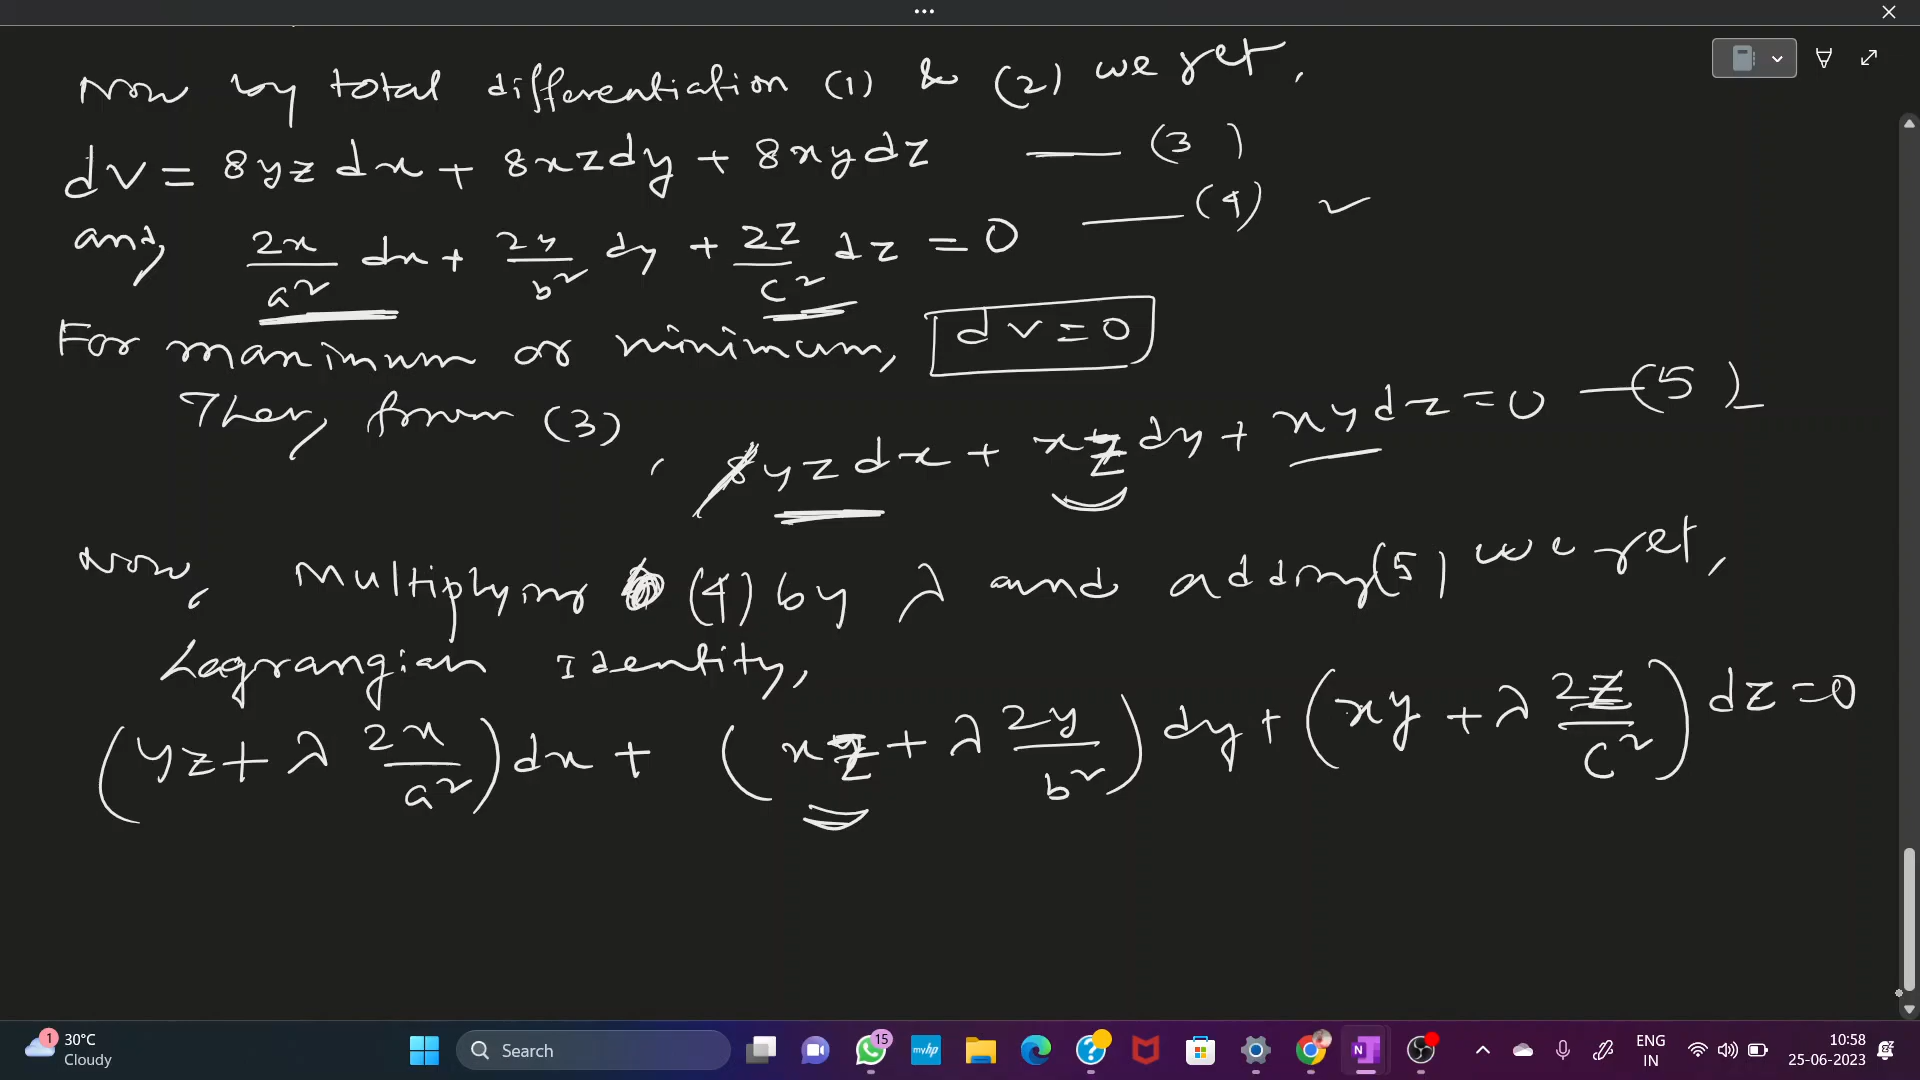 Now by total differentiation (1) & (2) we get,
dv = 8yz dx + 8xz dy + 8xy dz — (3)
and, 2x/a² dx + 2y/b² dy + 2z/c² dz = 0 — (4) ✓
For maximum or minimum, dv = 0
Then, from (3), 8yz dx + xz dy + xy dz = 0 — (5)
Now, Multiplying (4) by λ and adding (5) we get,
Lagrangian Identity,
(yz + λ 2x/a²) dx + (xz + λ 2y/b²) dy + (xy + λ 2z/c²) dz = 0
1
30°C
Cloudy
Search
15
myhp
ENG
IN
10:58
25-06-2023